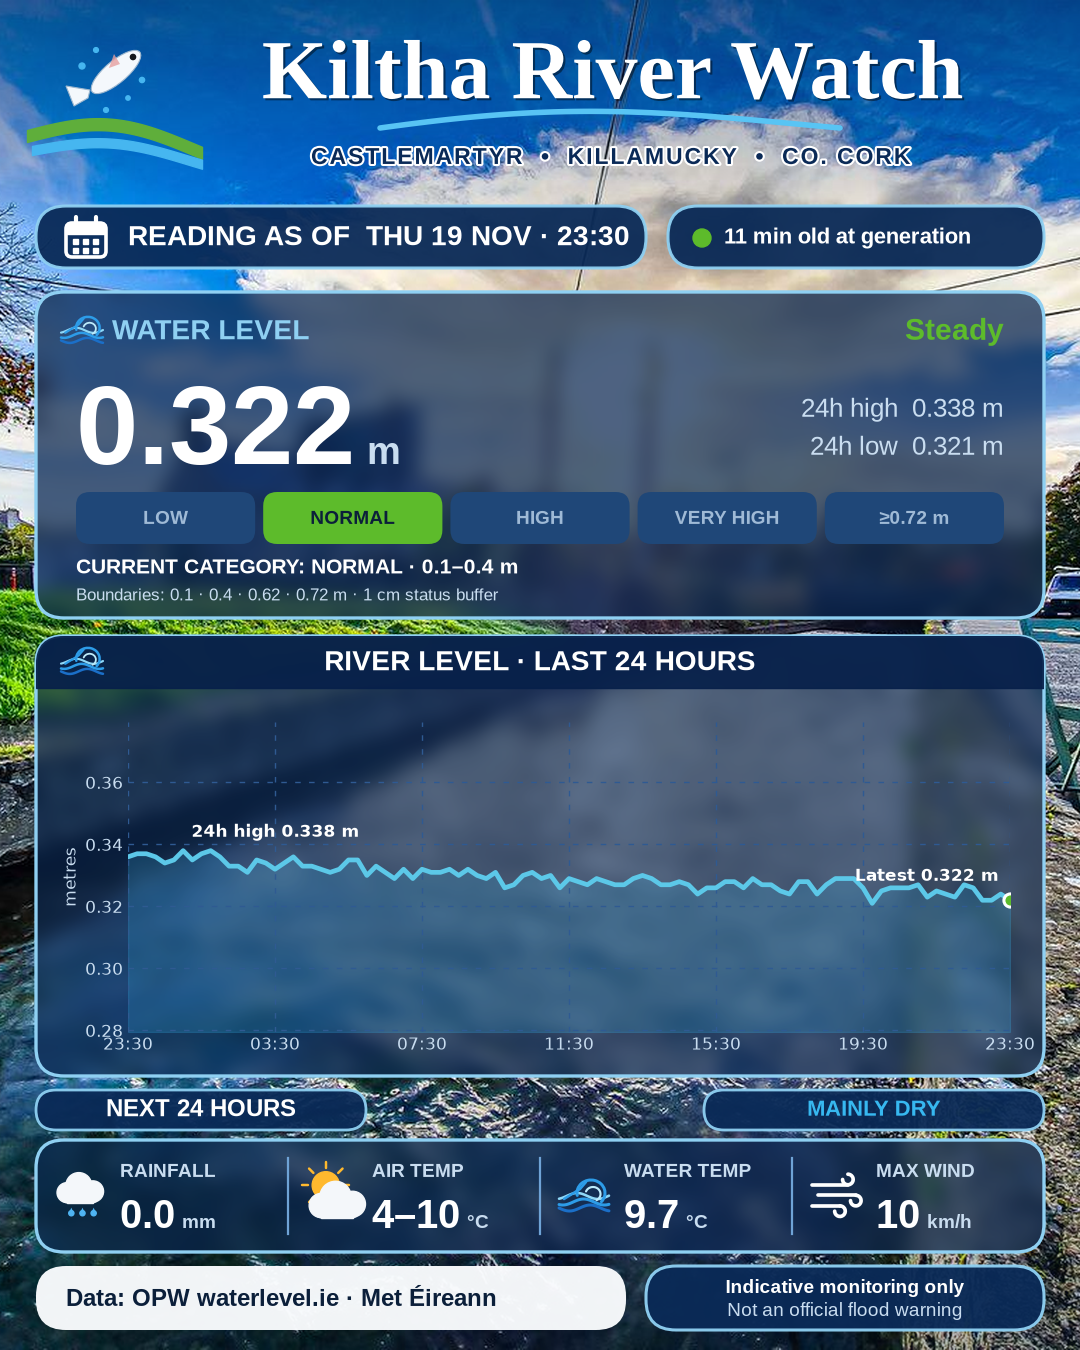 Kiltha River Watch
CASTLEMARTYR • KILLAMUCKY • CO. CORK
READING AS OF THU 19 NOV · 23:30
11 min old at generation
WATER LEVEL
Steady
0.322 m
24h high 0.338 m
24h low 0.321 m
LOW
NORMAL
HIGH
VERY HIGH
≥0.72 m
CURRENT CATEGORY: NORMAL · 0.1–0.4 m
Boundaries: 0.1 · 0.4 · 0.62 · 0.72 m · 1 cm status buffer
RIVER LEVEL · LAST 24 HOURS
metres
0.36
0.34
0.32
0.30
0.28
24h high 0.338 m
Latest 0.322 m
23:30 03:30 07:30 11:30 15:30 19:30 23:30
NEXT 24 HOURS
MAINLY DRY
RAINFALL
0.0 mm
AIR TEMP
4–10 °C
WATER TEMP
9.7 °C
MAX WIND
10 km/h
Data: OPW waterlevel.ie · Met Éireann
Indicative monitoring only
Not an official flood warning